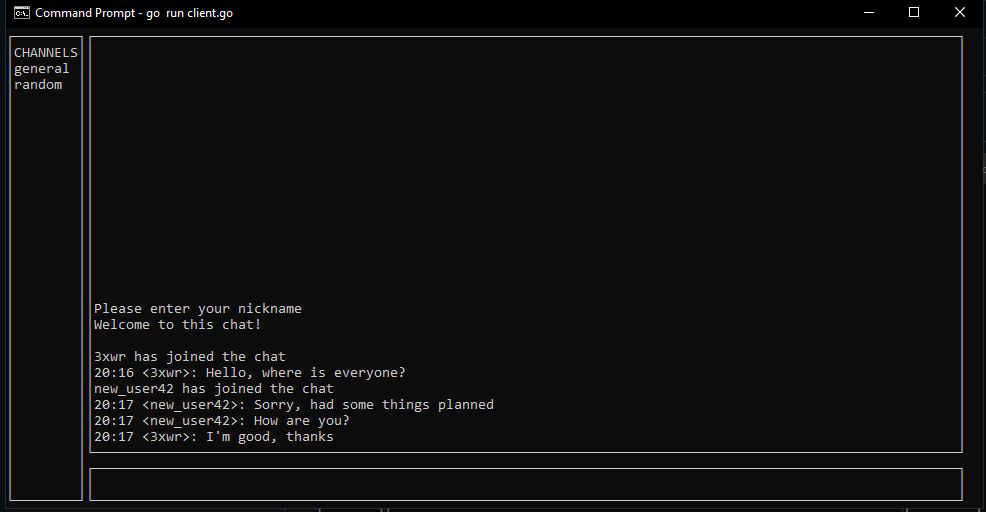 Command Prompt - go  run client.go
CHANNELS
general
random
Please enter your nickname
Welcome to this chat!
3xwr has joined the chat
20:16 <3xwr>: Hello, where is everyone?
new_user42 has joined the chat
20:17 <new_user42>: Sorry, had some things planned
20:17 <new_user42>: How are you?
20:17 <3xwr>: I'm good, thanks